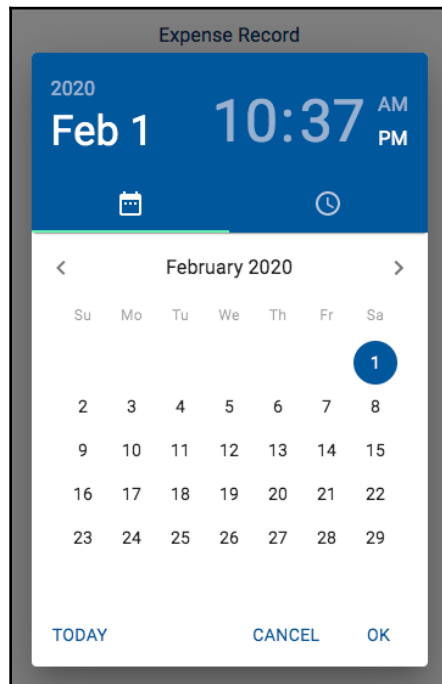 Expense Record
2020
Feb 1 10:37 AM
PM
February 2020
Su Mo Tu We Th Fr Sa
1
2 3 4 5 6 7 8
9 10 11 12 13 14 15
16 17 18 19 20 21 22
23 24 25 26 27 28 29
TODAY CANCEL OK